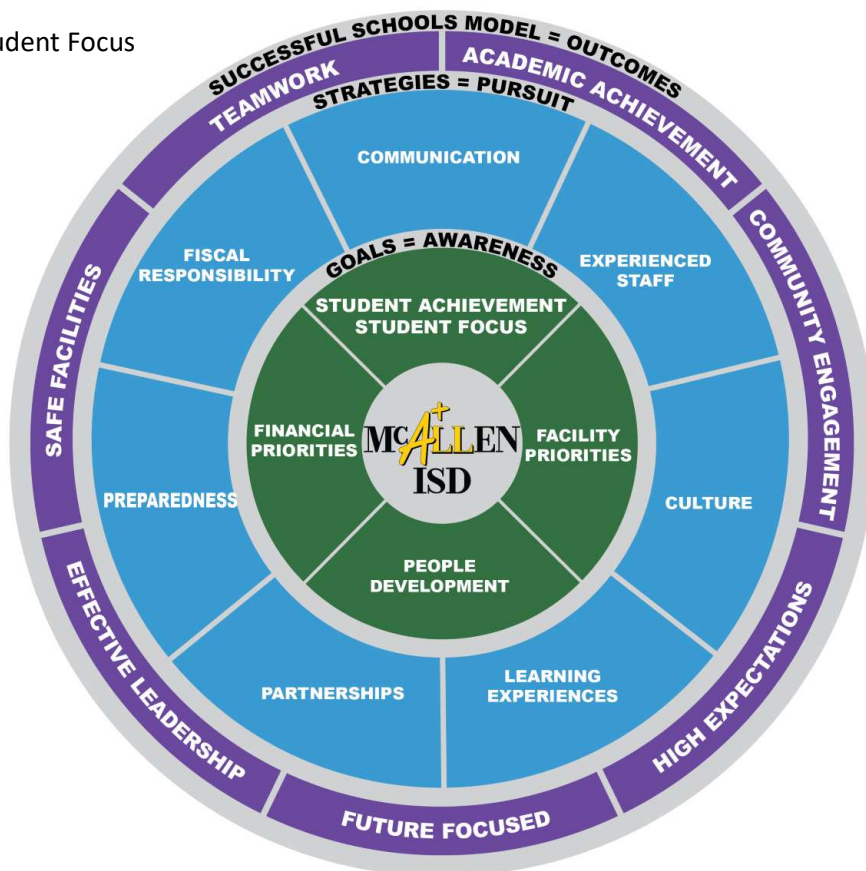 udent Focus
SUCCESSFUL SCHOOLS MODEL = OUTCOMES
TEAMWORK
ACADEMIC ACHIEVEMENT
COMMUNITY ENGAGEMENT
HIGH EXPECTATIONS
FUTURE FOCUSED
EFFECTIVE LEADERSHIP
SAFE FACILITIES
STRATEGIES = PURSUIT
COMMUNICATION
EXPERIENCED
STAFF
CULTURE
LEARNING
EXPERIENCES
PARTNERSHIPS
PREPAREDNESS
FISCAL
RESPONSIBILITY
GOALS = AWARENESS
STUDENT ACHIEVEMENT
STUDENT FOCUS
FACILITY
PRIORITIES
PEOPLE
DEVELOPMENT
FINANCIAL
PRIORITIES
McALLEN
ISD